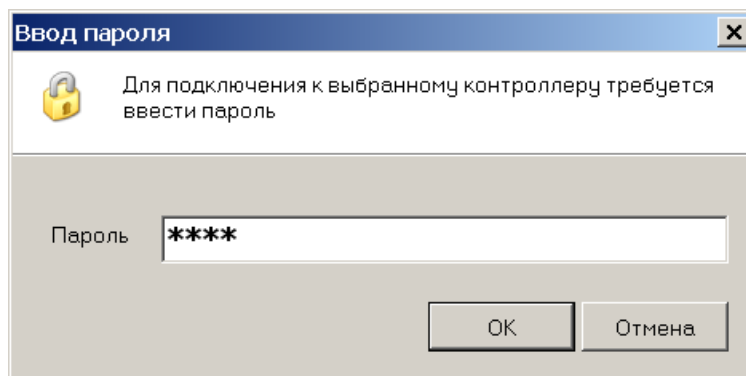 Ввод пароля
Для подключения к выбранному контроллеру требуется
ввести пароль
Пароль ****
OK Отмена